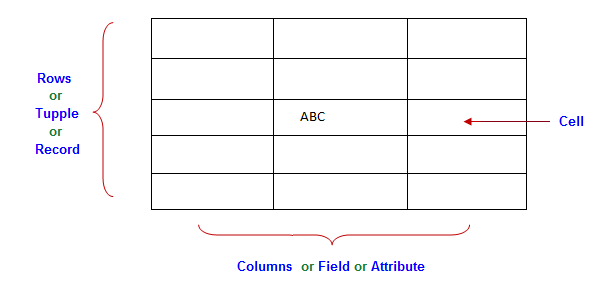 Rows
or
Tupple
or
Record
ABC
Cell
Columns or Field or Attribute